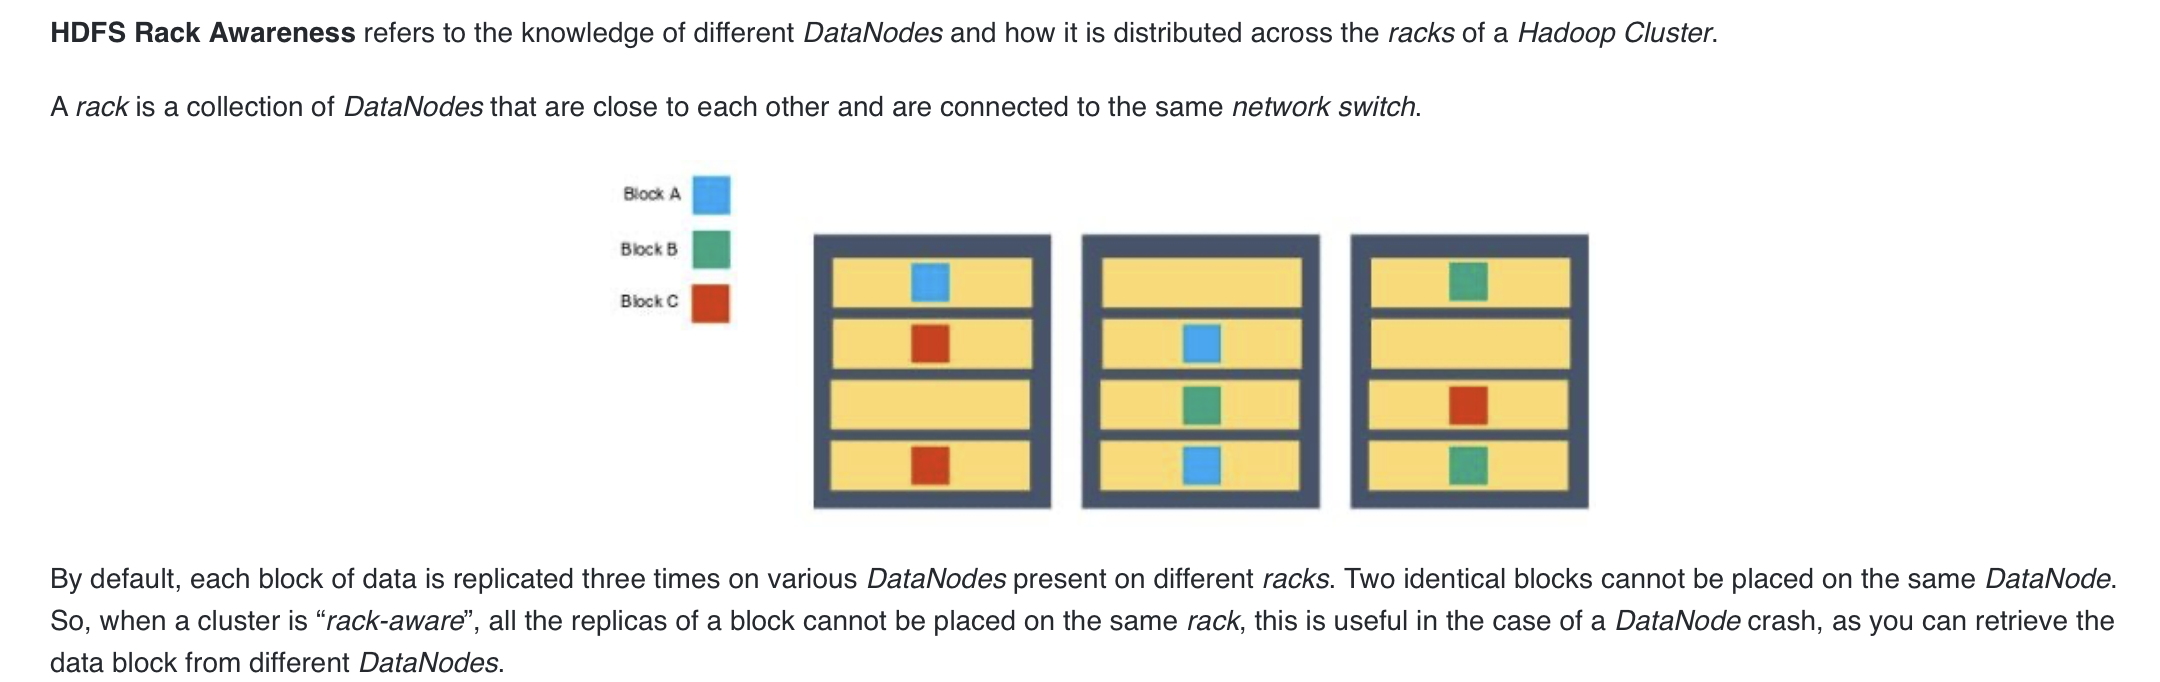 HDFS Rack Awareness refers to the knowledge of different DataNodes and how it is distributed across the racks of a Hadoop Cluster.
A rack is a collection of DataNodes that are close to each other and are connected to the same network switch.
Block A
Block B
Block C
By default, each block of data is replicated three times on various DataNodes present on different racks. Two identical blocks cannot be placed on the same DataNode.
So, when a cluster is “rack-aware”, all the replicas of a block cannot be placed on the same rack, this is useful in the case of a DataNode crash, as you can retrieve the
data block from different DataNodes.